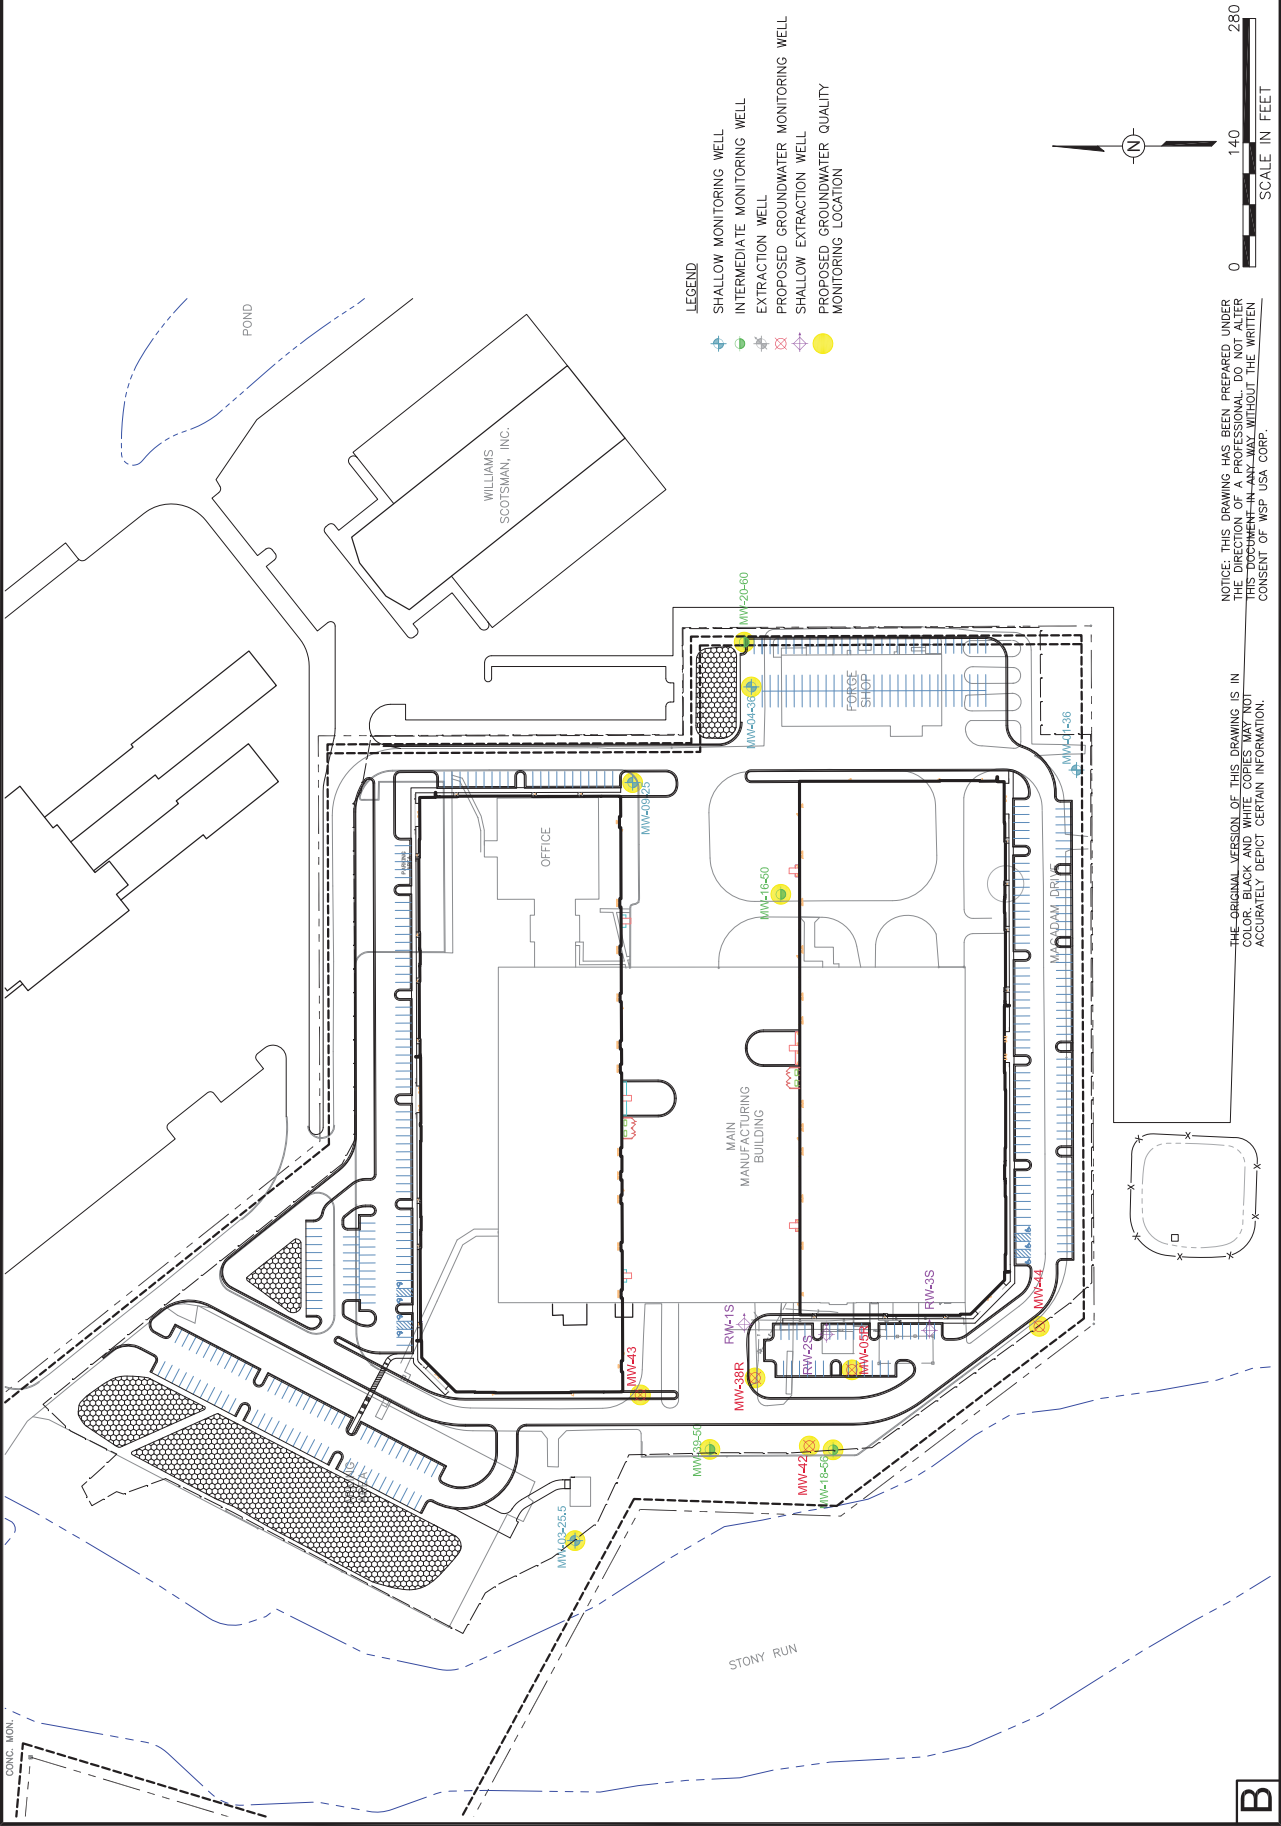 CONC. MON.
POND
WILLIAMS
SCOTSMAN, INC.
LEGEND
SHALLOW MONITORING WELL
INTERMEDIATE MONITORING WELL
EXTRACTION WELL
PROPOSED GROUNDWATER MONITORING WELL
SHALLOW EXTRACTION WELL
PROPOSED GROUNDWATER QUALITY
MONITORING LOCATION
N
0 140 280
SCALE IN FEET
NOTICE: THIS DRAWING HAS BEEN PREPARED UNDER
THE DIRECTION OF A PROFESSIONAL. DO NOT ALTER
THIS DOCUMENT IN ANY WAY WITHOUT THE WRITTEN
CONSENT OF WSP USA CORP.
THE ORIGINAL VERSION OF THIS DRAWING IS IN
COLOR. BLACK AND WHITE COPIES MAY NOT
ACCURATELY DEPICT CERTAIN INFORMATION.
MW-20-60
MW-04-36
FORGE
SHOP
MW-01-36
MW-09-25
OFFICE
MW-16-50
MACADAM DRIVE
MAIN
MANUFACTURING
BUILDING
RW-1S
RW-2S
RW-3S
MW-44
MW-43
MW-38R
MW-05R
MW-39-50
MW-42
MW-18-56
MW-03-25.5
STONY RUN
B